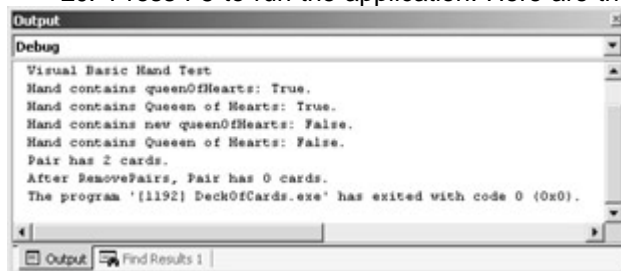 Output
Debug
Visual Basic Hand Test
Hand contains queenOfHearts: True.
Hand contains Queeen of Hearts: True.
Hand contains new queenOfHearts: False.
Hand contains Queeen of Hearts: False.
Pair has 2 cards.
After RemovePairs, Pair has 0 cards.
The program '[1192] DeckOfCards.exe' has exited with code 0 (0x0).
Output Find Results 1